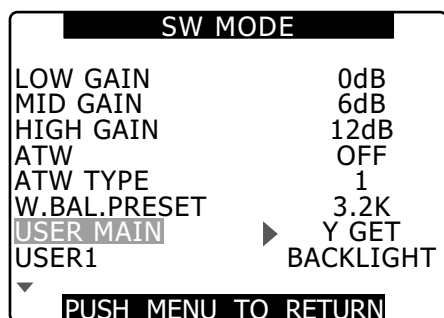 SW MODE
LOW GAIN 0dB
MID GAIN 6dB
HIGH GAIN 12dB
ATW OFF
ATW TYPE 1
W.BAL.PRESET 3.2K
USER MAIN Y GET
USER1 BACKLIGHT
PUSH MENU TO RETURN